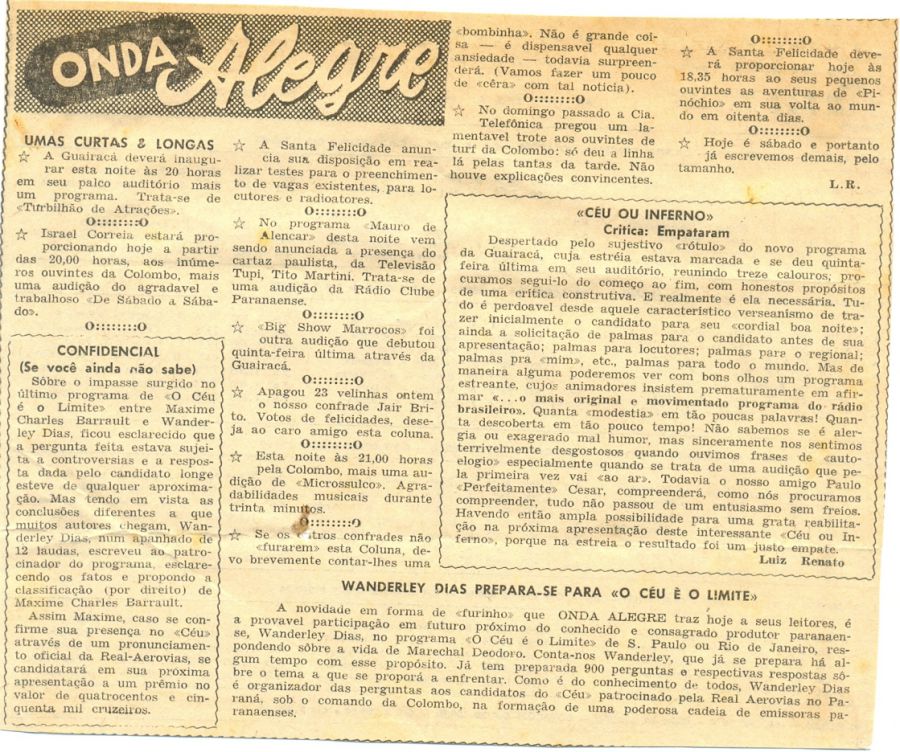 ONDA Alegre
UMAS CURTAS & LONGAS
☆ A Guairacá deverá inaugu-
rar esta noite às 20 horas
em seu palco auditório mais
um programa. Trata-se de
«Turbilhão de Atrações».
O::::::::O
☆ Israel Correia estará pro-
porcionando hoje a partir
das 20,00 horas, aos inúme-
ros ouvintes da Colombo, mais
uma audição do agradavel e
trabalhoso «De Sábado a Sába-
do».
O::::::::O
CONFIDENCIAL
(Se você ainda não sabe)
Sôbre o impasse surgido no
último programa de «O Céu
é o Limite» entre Maxime
Charles Barrault e Wander-
ley Dias, ficou esclarecido que
a pergunta feita estava sujei-
ta a controversias e a respos-
ta dada pelo candidato longe
esteve de qualquer aproxima-
ção. Mas tendo em vista as
conclusões diferentes a que
muitos autores chegam, Wan-
derley Dias, num apanhado de
12 laudas, escreveu ao patro-
cinador do programa, esclare-
cendo os fatos e propondo a
classificação (por direito) de
Maxime Charles Barrault.
Assim Maxime, caso se con-
firme sua presença no «Céu»
através de um pronunciamen-
to oficial da Real-Aerovias, se
candidatará em sua próxima
apresentação a um prêmio no
valor de quatrocentos e cin-
quenta mil cruzeiros.
☆ A Santa Felicidade anun-
cia sua disposição em rea-
lizar testes para o preenchimen-
to de vagas existentes, para lo-
cutores e radioatores.
O::::::::O
☆ No programa «Mauro de
Alencar» desta noite vem
sendo anunciada a presença do
cartaz paulista, da Televisão
Tupi, Tito Martini. Trata-se de
uma audição da Rádio Clube
Paranaense.
O::::::::O
☆ «Big Show Marrocos» foi
outra audição que debutou
quinta-feira última através da
Guairacá.
O::::::::O
☆ Apagou 23 velinhas ontem
o nosso confrade Jair Bri-
to. Votos de felicidades, dese-
ja ao caro amigo esta coluna.
O::::::::O
☆ Esta noite às 21,00 horas
pela Colombo, mais uma au-
dição de «Microssulco». Agra-
dabilidades musicais durante
trinta minutos.
O::::::::O
☆ Se os outros confrades não
«furarem» esta Coluna, de-
vo brevemente contar-lhes uma
«bombinha». Não é grande coi-
sa — é dispensavel qualquer
ansiedade — todavia surpreen-
derá. (Vamos fazer um pouco
de «cêra» com tal noticia).
O::::::::O
☆ No domingo passado a Cia.
Telefônica pregou um la-
mentavel trote aos ouvintes de
turf da Colombo: só deu a linha
lá pelas tantas da tarde. Não
houve explicações convincentes.
O::::::::O
☆ A Santa Felicidade deve-
rá proporcionar hoje às
18,35 horas ao seus pequenos
ouvintes as aventuras de «Pi-
nóchio» em sua volta ao mun-
do em oitenta dias.
O::::::::O
☆ Hoje é sábado e portanto
já escrevemos demais, pelo
tamanho.
L.R.
«CÉU OU INFERNO»
Critica: Empataram
Despertado pelo sujestivo «rótulo» do novo programa
da Guairacá, cuja estréia estava marcada e se deu quinta-
feira última em seu auditório, reunindo treze calouros; pro-
curamos segui-lo do começo ao fim, com honestos propósitos
de uma crítica construtiva. E realmente é ela necessária. Tu-
do é perdoavel desde aquele característico verseanismo de tra-
zer inicialmente o candidato para seu «cordial boa noite»;
ainda a solicitação de palmas para o candidato antes de sua
apresentação; palmas para locutores; palmas para o regional;
palmas pra «mim», etc., palmas para todo o mundo. Mas de
maneira alguma poderemos ver com bons olhos um programa
estreante, cujos animadores insistem prematuramente em afir-
mar «...o mais original e movimentado programa do rádio
brasileiro». Quanta «modestia» em tão poucas palavras! Quan-
ta descoberta em tão pouco tempo! Não sabemos se é aler-
gia ou exagerado mal humor, mas sinceramente nos sentimos
terrivelmente desgostosos quando ouvimos frases de «auto-
elogio» especialmente quando se trata de uma audição que pe-
la primeira vez vai «ao ar». Todavia o nosso amigo Paulo
«Perfeitamente» Cesar, compreenderá, como nós procuramos
compreender, tudo não passou de um entusiasmo sem freios.
Havendo então ampla possibilidade para uma grata reabilita-
ção na próxima apresentação deste interessante «Céu ou In-
ferno», porque na estreia o resultado foi um justo empate.
Luiz Renato
WANDERLEY DIAS PREPARA-SE PARA «O CÉU È O LIMITE»
A novidade em forma de «furinho» que ONDA ALEGRE traz hoje a seus leitores, é
a provavel participação em futuro próximo do conhecido e consagrado produtor paranaen-
se, Wanderley Dias, no programa «O Céu é o Limite» de S. Paulo ou Rio de Janeiro, res-
pondendo sôbre a vida de Marechal Deodoro. Conta-nos Wanderley, que já se prepara há al-
gum tempo com esse propósito. Já tem preparada 900 perguntas e respectivas respostas sô-
bre o tema a que se proporá a enfrentar. Como é do conhecimento de todos, Wanderley Dias
é organizador das perguntas aos candidatos do «Céu» patrocinado pela Real Aerovias no Pa-
raná, sob o comando da Colombo, na formação de uma poderosa cadeia de emissoras pa-
ranaenses.